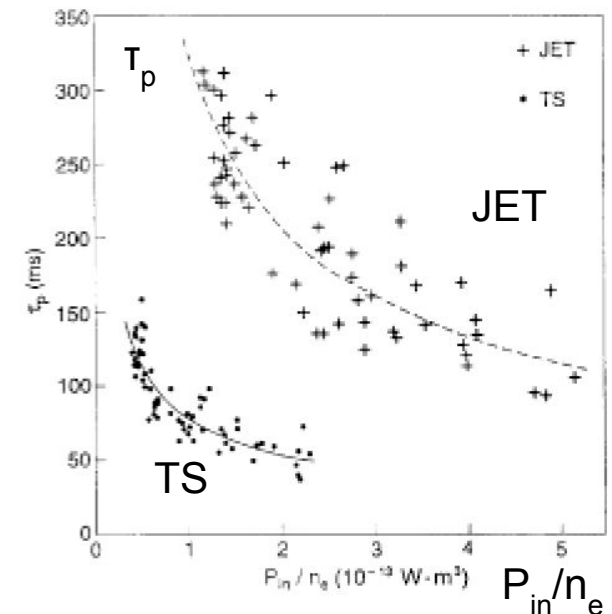 350
τp
+ JET
• TS
300
250
JET
200
τp (ms)
150
100
TS
50
0
0 1 2 3 4 5
Pin / ne (10⁻¹³ W·m³)
Pin/ne